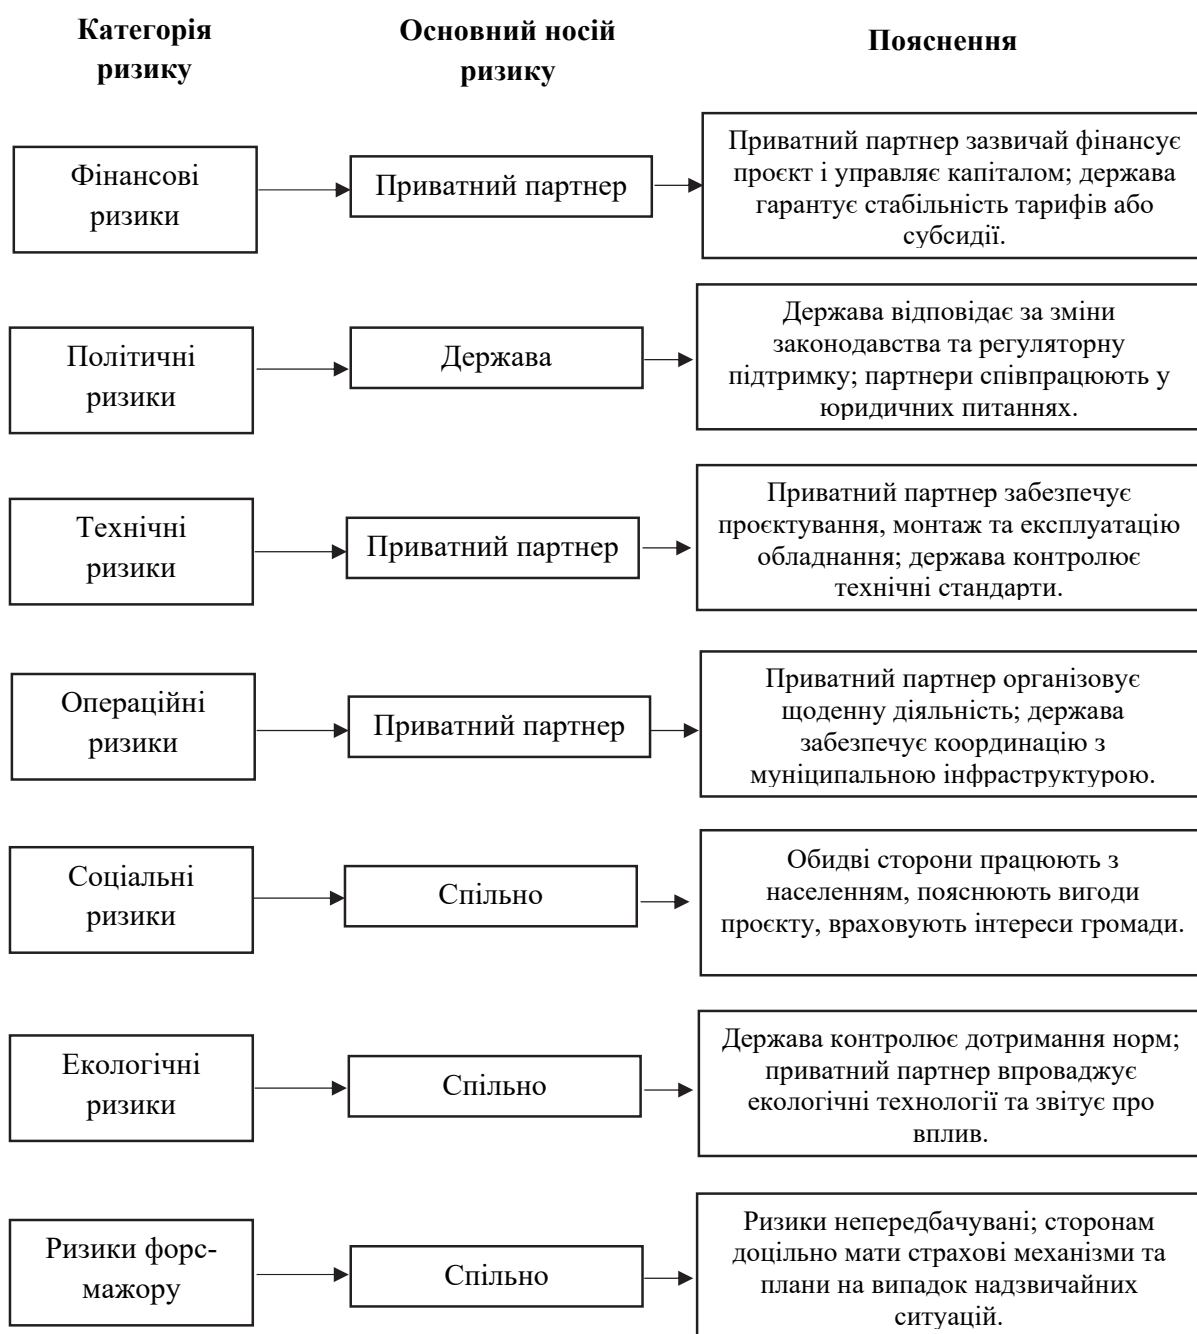 Категорія
ризику
Основний носій
ризику
Пояснення
Фінансові
ризики
Приватний партнер
Приватний партнер зазвичай фінансує
проєкт і управляє капіталом; держава
гарантує стабільність тарифів або
субсидії.
Політичні
ризики
Держава
Держава відповідає за зміни
законодавства та регуляторну
підтримку; партнери співпрацюють у
юридичних питаннях.
Технічні
ризики
Приватний партнер
Приватний партнер забезпечує
проєктування, монтаж та експлуатацію
обладнання; держава контролює
технічні стандарти.
Операційні
ризики
Приватний партнер
Приватний партнер організовує
щоденну діяльність; держава
забезпечує координацію з
муніципальною інфраструктурою.
Соціальні
ризики
Спільно
Обидві сторони працюють з
населенням, пояснюють вигоди
проєкту, враховують інтереси громади.
Екологічні
ризики
Спільно
Держава контролює дотримання норм;
приватний партнер впроваджує
екологічні технології та звітує про
вплив.
Ризики форс-
мажору
Спільно
Ризики непередбачувані; сторонам
доцільно мати страхові механізми та
плани на випадок надзвичайних
ситуацій.